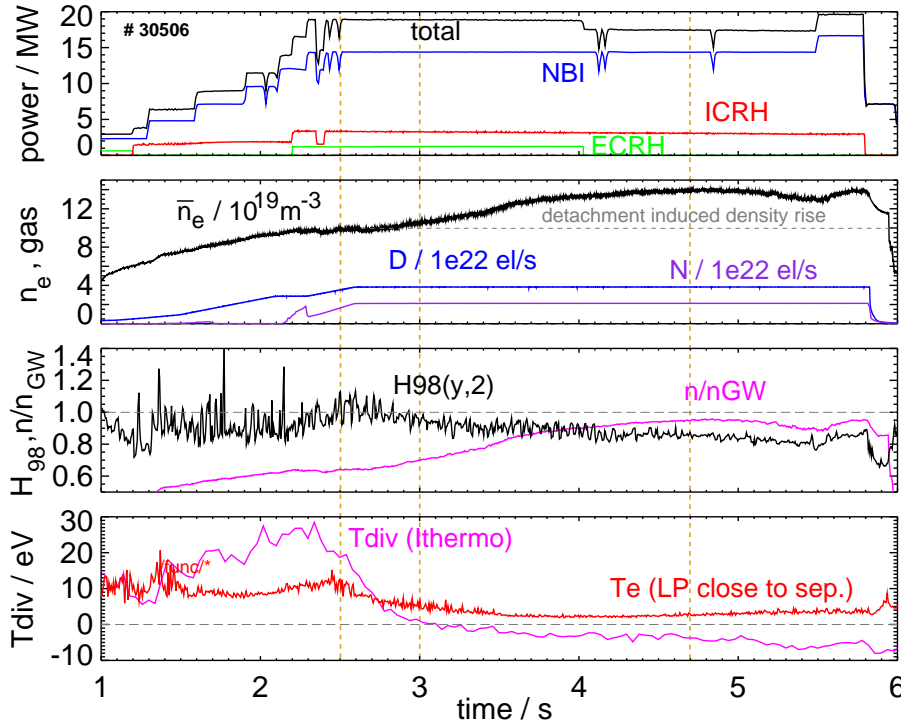 # 30506
total
NBI
ICRH
ECRH
power / MW
20
15
10
5
0
n̅e / 10¹⁹m⁻³
detachment induced density rise
D / 1e22 el/s
N / 1e22 el/s
ne , gas
12
8
4
0
H98(y,2)
n/nGW
H98,n/nGW
1.4
1.2
1.0
0.8
0.6
Tdiv (Ithermo)
Te (LP close to sep.)
Tdiv / eV
30
20
10
0
-10
1 2 3 4 5 6
time / s